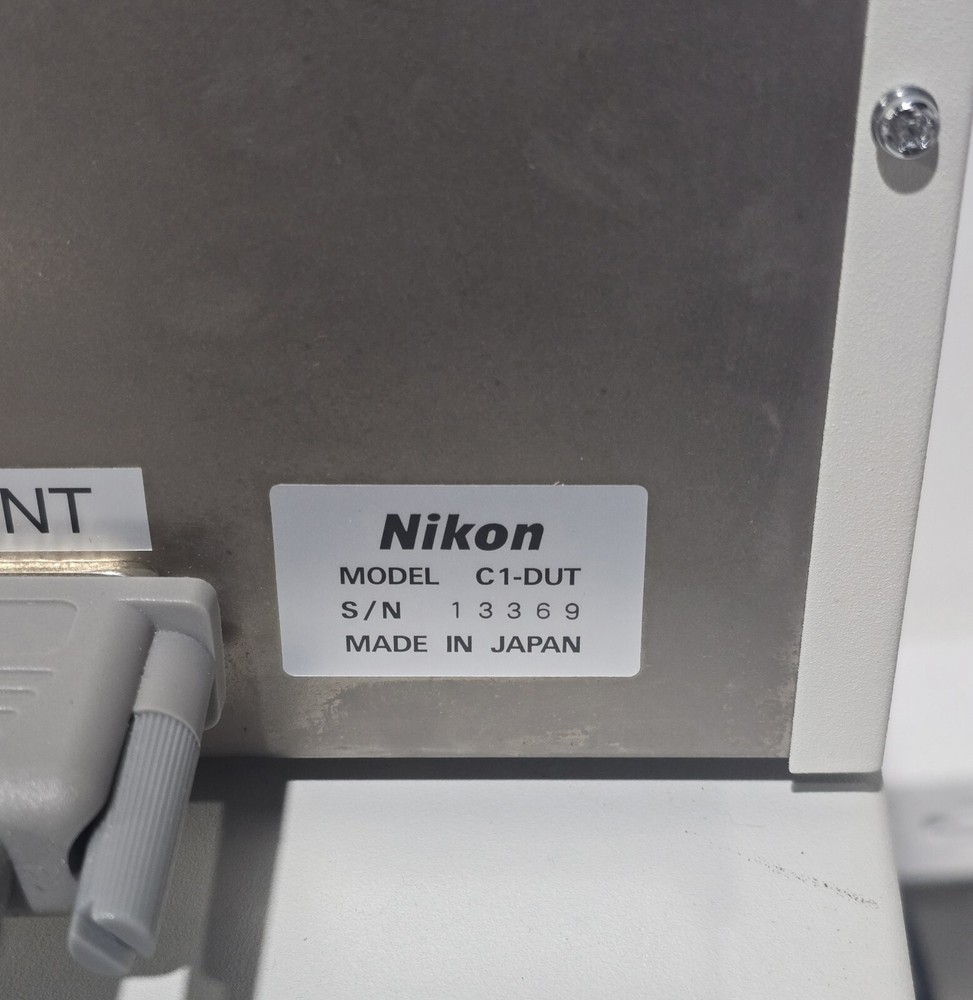 NT
Nikon
MODEL C1-DUT
S/N 13369
MADE IN JAPAN